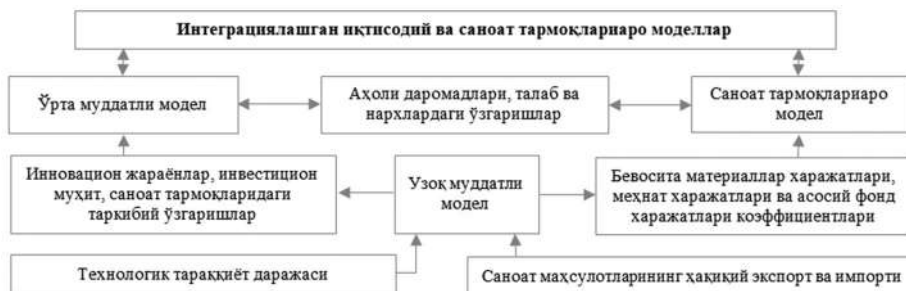 Интеграциялашган иқтисодий ва саноат тармоқлариаро моделлар
Ўрта муддатли модел
Аҳоли даромадлари, талаб ва
нархлардаги ўзгаришлар
Саноат тармоқлариаро
модел
Инновацион жараёнлар, инвестицион
муҳит, саноат тармоқларидаги
таркибий ўзгаришлар
Узоқ муддатли
модел
Бевосита материаллар харажатлари,
меҳнат харажатлари ва асосий фонд
харажатлари коэффициентлари
Технологик тараққиёт даражаси
Саноат маҳсулотларининг ҳақиқий экспорт ва импорти